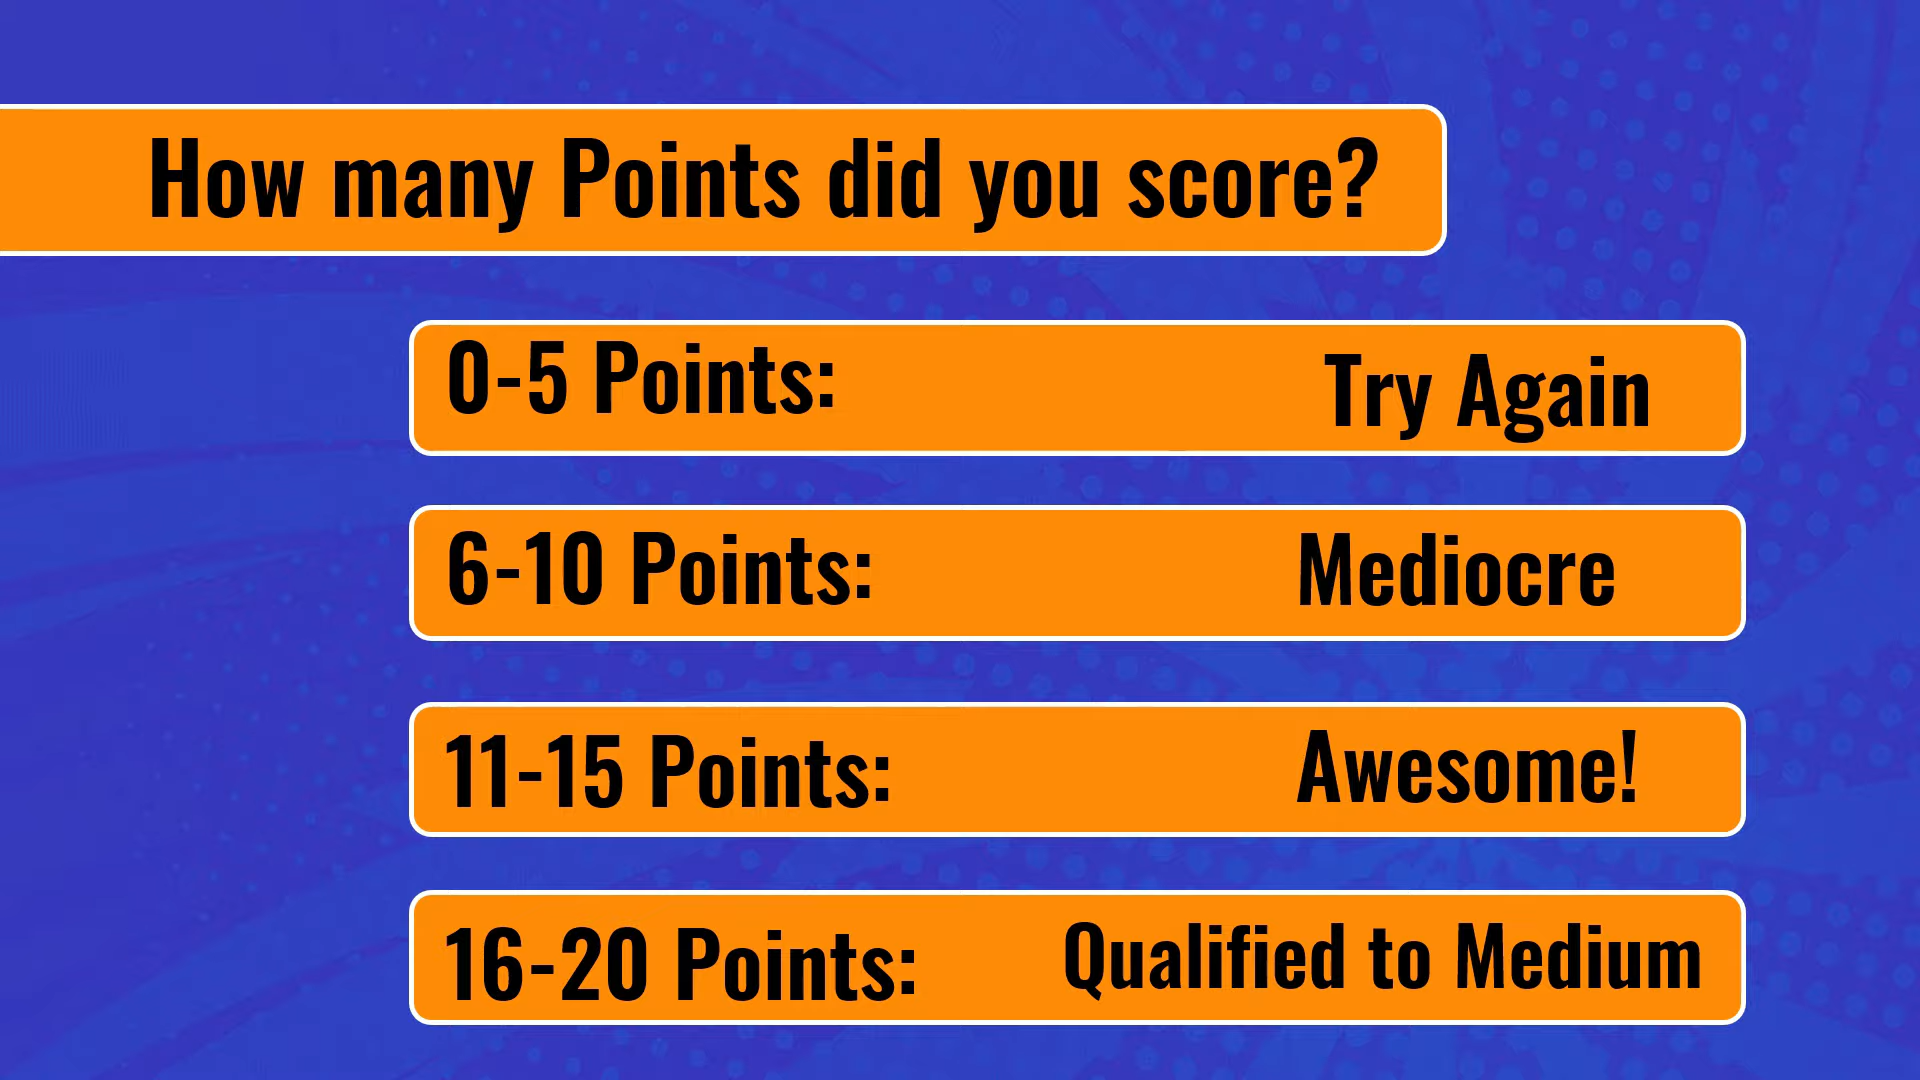 How many Points did you score?
0-5 Points: Try Again
6-10 Points: Mediocre
11-15 Points: Awesome!
16-20 Points: Qualified to Medium